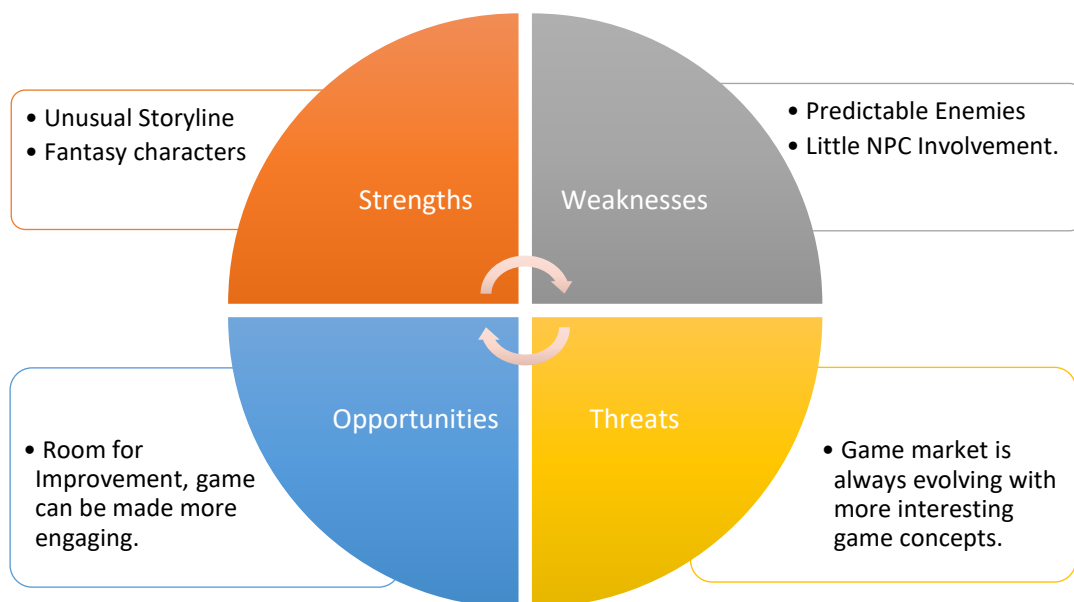 • Unusual Storyline
• Fantasy characters
Strengths
Weaknesses
• Predictable Enemies
• Little NPC Involvement.
• Room for
Improvement, game
can be made more
engaging.
Opportunities
Threats
• Game market is
always evolving with
more interesting
game concepts.